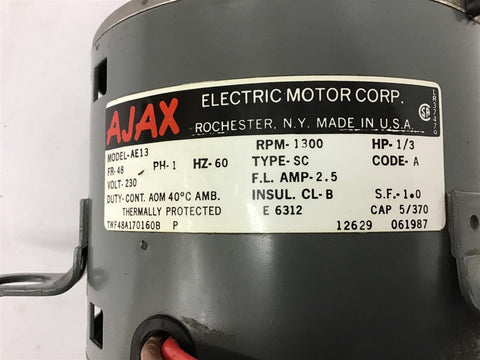 AJAX ELECTRIC MOTOR CORP.
ROCHESTER, N.Y. MADE IN U.S.A.
MODEL-AE13 RPM-1300 HP-1/3
FR-48 PH-1 HZ-60 TYPE-SC CODE-A
VOLT-230 F.L. AMP-2.5
DUTY-CONT. AOM 40°C AMB. INSUL. CL-B S.F.-1.0
THERMALLY PROTECTED E 6312 CAP 5/370
TWF48A170160B P 12629 061987